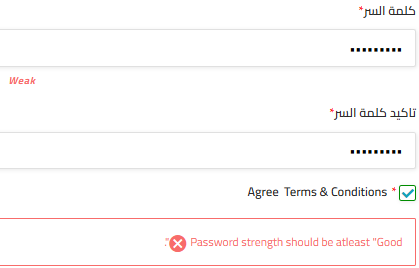 كلمة السر*
•••••••••
Weak
تاكيد كلمة السر*
•••••••••
Agree Terms & Conditions *
Password strength should be atleast "Good
".